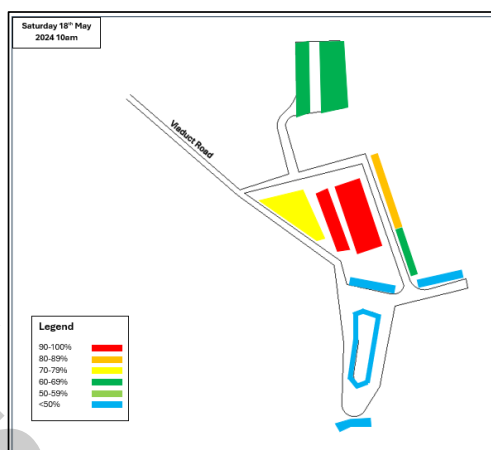 Saturday 18th May
2024 10am
Viaduct Road
Legend
90-100%
80-89%
70-79%
60-69%
50-59%
<50%